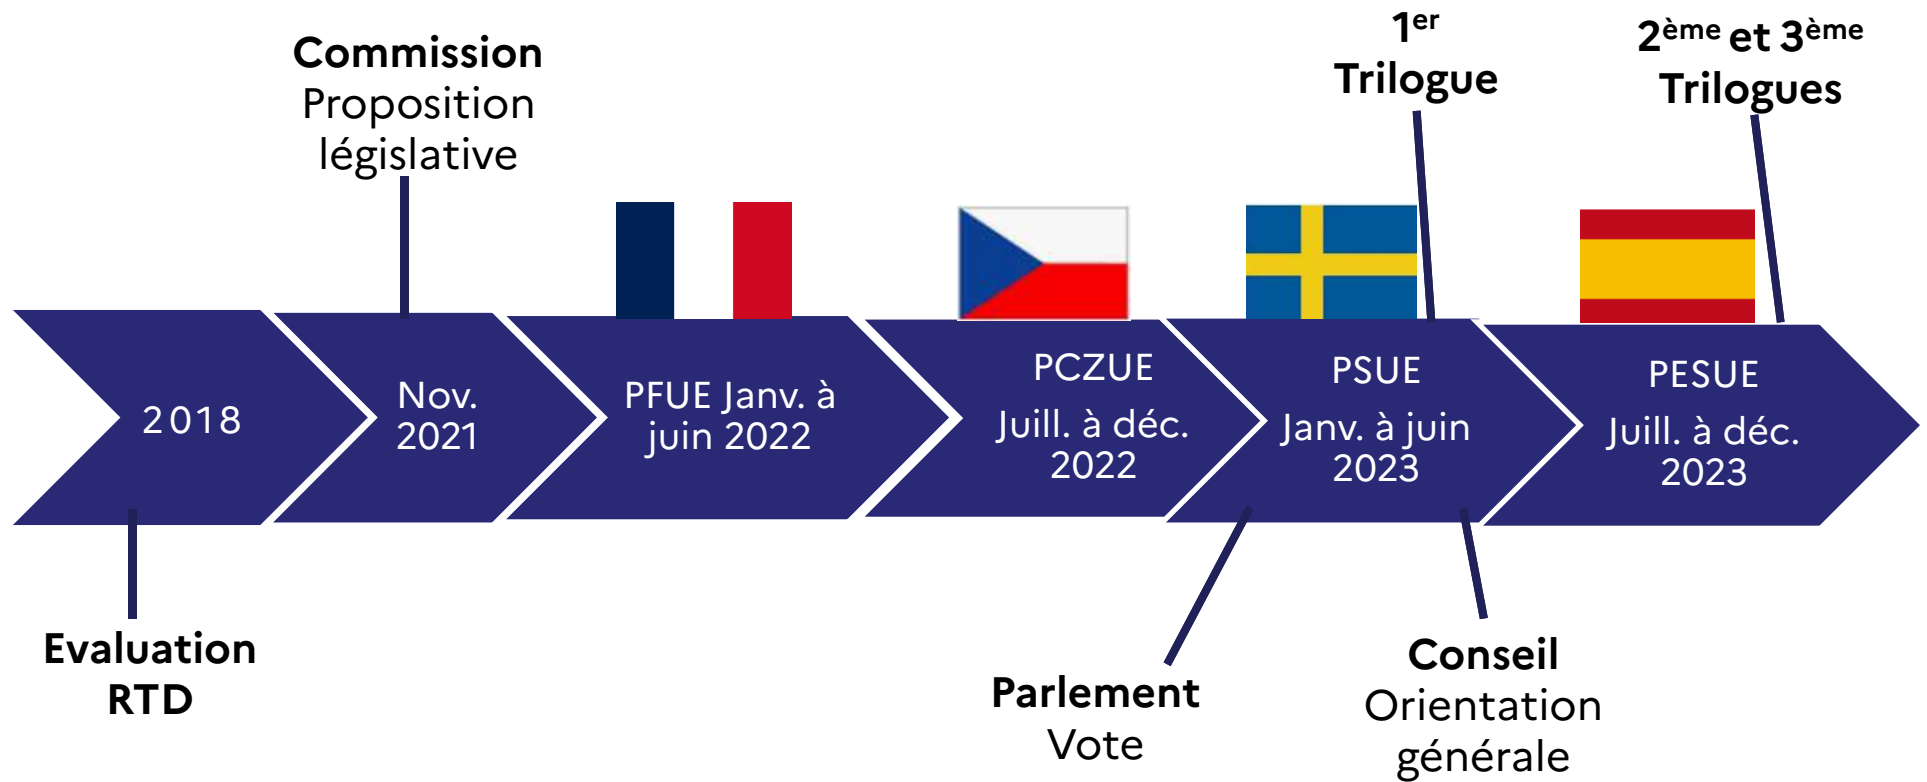 Commission
Proposition
législative
1er
Trilogue
2ème et 3ème
Trilogues
2018
Nov.
2021
PFUE Janv. à
juin 2022
PCZUE
Juill. à déc.
2022
PSUE
Janv. à juin
2023
PESUE
Juill. à déc.
2023
Evaluation
RTD
Parlement
Vote
Conseil
Orientation
générale